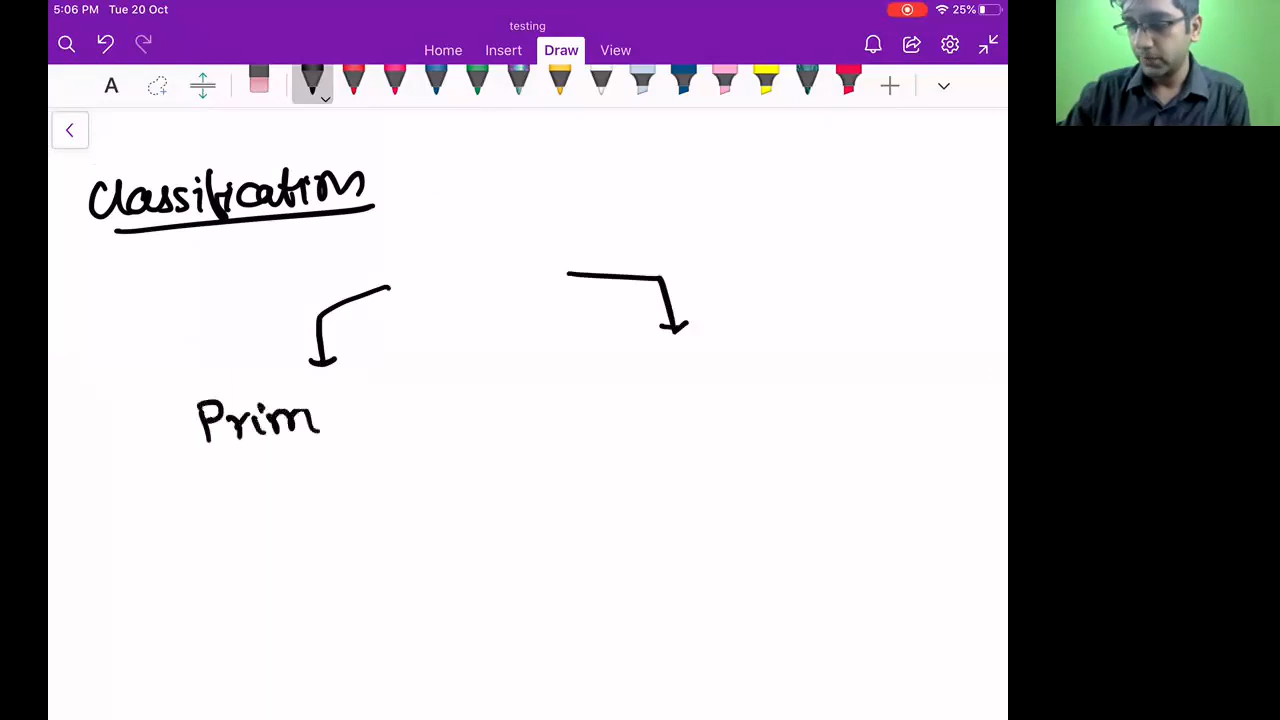 5:06 PM Tue 20 Oct
25%
testing
Home Insert Draw View
A
Classification
Prim